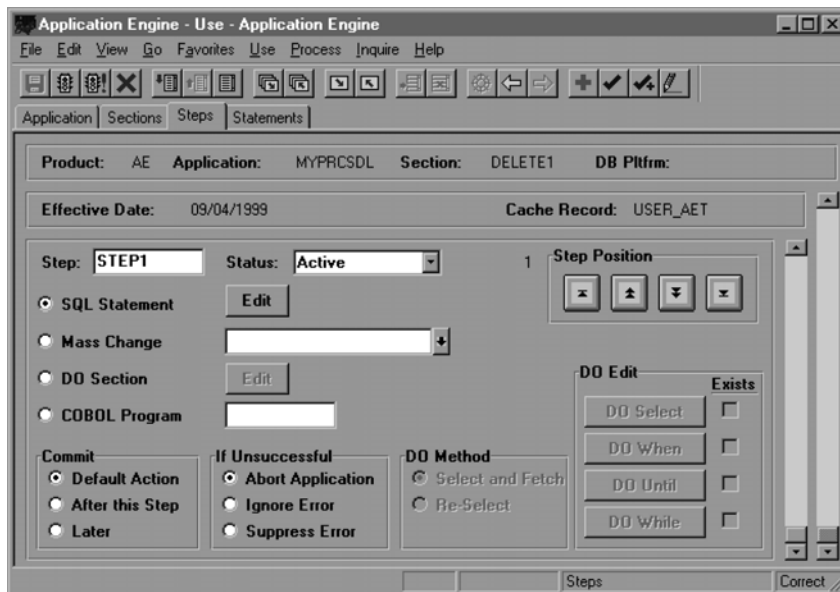 Application Engine - Use - Application Engine
File Edit View Go Favorites Use Process Inquire Help
Application Sections Steps Statements
Product: AE Application: MYPRCSDL Section: DELETE1 DB Pltfrm:
Effective Date: 09/04/1999 Cache Record: USER_AET
Step: STEP1 Status: Active 1 Step Position
SQL Statement Edit
Mass Change
DO Section Edit
COBOL Program
DO Edit Exists
DO Select
DO When
DO Until
DO While
Commit
Default Action
After this Step
Later
If Unsuccessful
Abort Application
Ignore Error
Suppress Error
DO Method
Select and Fetch
Re-Select
Steps Correct